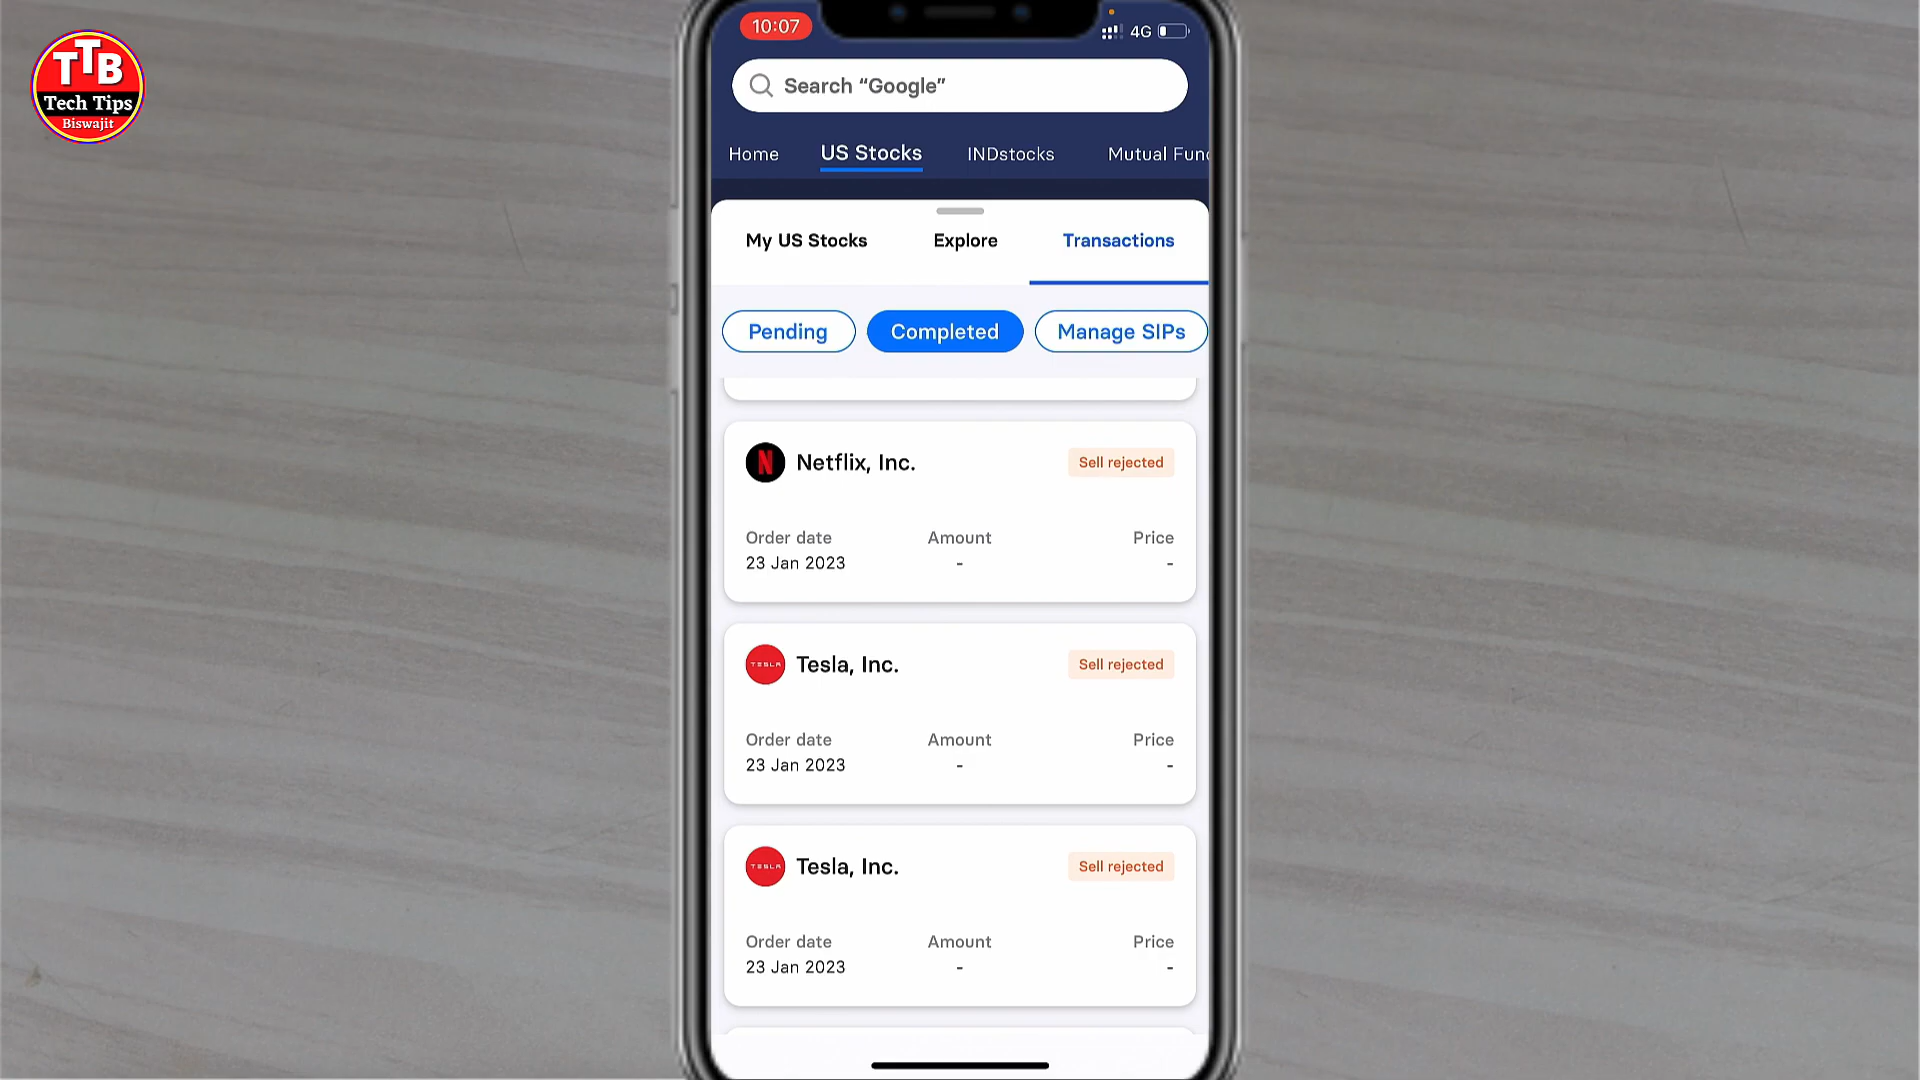 TTB
Tech Tips
Biswajit
10:07
4G
Search “Google”
Home US Stocks INDstocks Mutual Fun
My US Stocks Explore Transactions
Pending Completed Manage SIPs
N Netflix, Inc. Sell rejected
Order date Amount Price
23 Jan 2023 - -
TESLA Tesla, Inc. Sell rejected
Order date Amount Price
23 Jan 2023 - -
TESLA Tesla, Inc. Sell rejected
Order date Amount Price
23 Jan 2023 - -